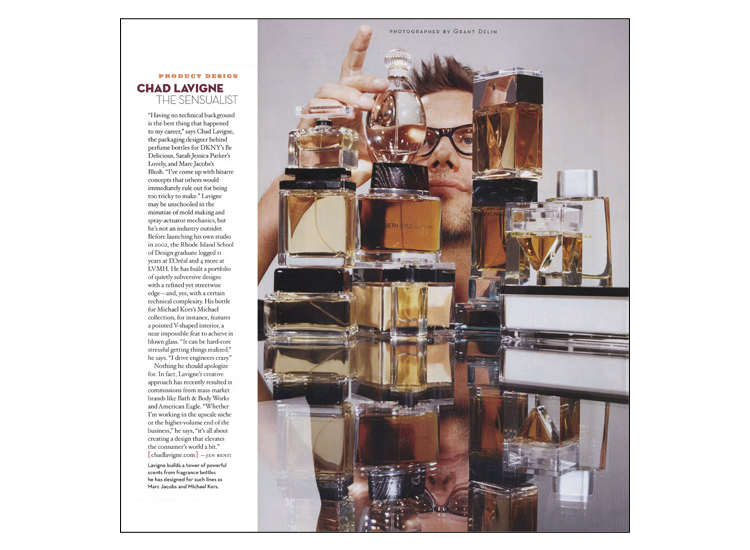 PHOTOGRAPHED BY GRANT DELIN
PRODUCT DESIGN
CHAD LAVIGNE
THE SENSUALIST
"Having no technical background
is the best thing that happened
to my career," says Chad Lavigne,
the packaging designer behind
perfume bottles for DKNY's Be
Delicious, Sarah Jessica Parker's
Lovely, and Marc Jacobs's
Blush. "I've come up with bizarre
concepts that others would
immediately rule out for being
too tricky to make." Lavigne
may be unschooled in the
minutiae of mold making and
spray-actuator mechanics, but
he's not an industry outsider.
Before launching his own studio
in 2002, the Rhode Island School
of Design graduate logged 11
years at L'Oréal and 4 more at
LVMH. He has built a portfolio
of quietly subversive designs
with a refined yet streetwise
edge—and, yes, with a certain
technical complexity. His bottle
for Michael Kors's Michael
collection, for instance, features
a pointed V-shaped interior, a
near impossible feat to achieve in
blown glass. "It can be hard-core
stressful getting things realized,"
he says. "I drive engineers crazy."
Nothing he should apologize
for. In fact, Lavigne's creative
approach has recently resulted in
commissions from mass-market
brands like Bath & Body Works
and American Eagle. "Whether
I'm working in the upscale niche
or the higher-volume end of the
business," he says, "it's all about
creating a design that elevates
the consumer's world a bit."
[chadlavigne.com] —JEN RENZI
Lavigne builds a tower of powerful
scents from fragrance bottles
he has designed for such lines as
Marc Jacobs and Michael Kors.